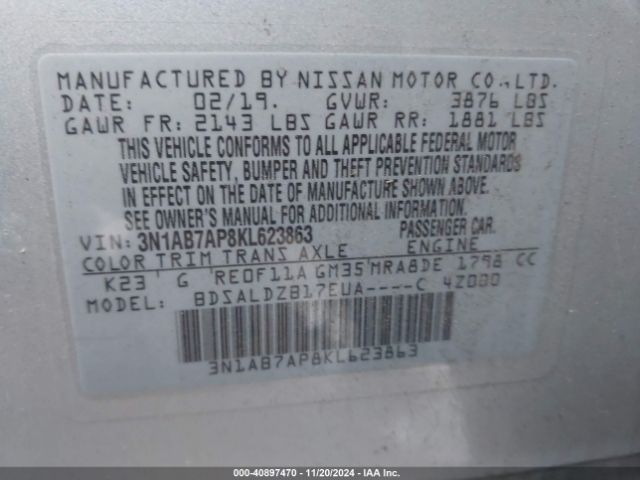 MANUFACTURED BY NISSAN MOTOR CO., LTD.
DATE: 02/19. GVWR: 3876 LBS
GAWR FR: 2143 LBS GAWR RR: 1881 LBS
THIS VEHICLE CONFORMS TO ALL APPLICABLE FEDERAL MOTOR
VEHICLE SAFETY, BUMPER AND THEFT PREVENTION STANDARDS
IN EFFECT ON THE DATE OF MANUFACTURE SHOWN ABOVE.
SEE OWNER'S MANUAL FOR ADDITIONAL INFORMATION.
VIN: 3N1AB7AP8KL623863 PASSENGER CAR.
COLOR TRIM TRANS AXLE ENGINE
K23 G RE0F11A GM35 MRA8DE 1798 CC
MODEL: BDSALDZB17EUA----C 4Z000
3N1AB7AP8KL623863
000-40897470 - 11/20/2024 - IAA Inc.